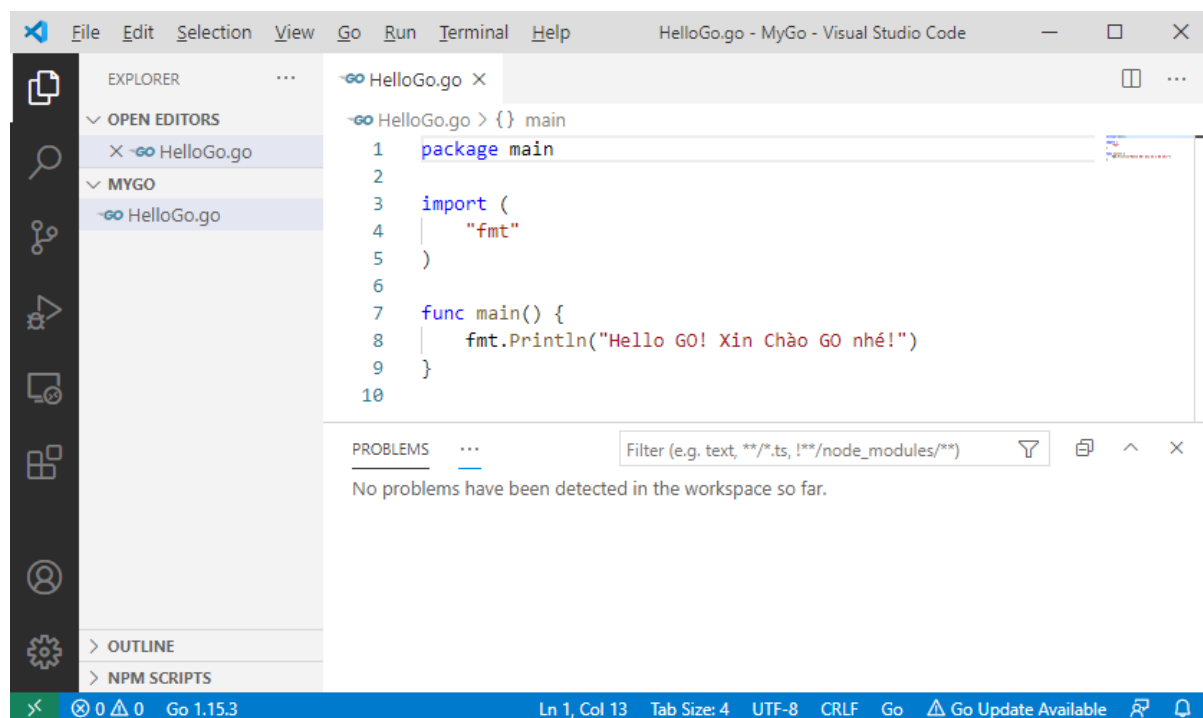 File Edit Selection View Go Run Terminal Help HelloGo.go - MyGo - Visual Studio Code
EXPLORER ...
OPEN EDITORS
GO HelloGo.go
MYGO
GO HelloGo.go
GO HelloGo.go
GO HelloGo.go > {} main
1 package main
2
3 import (
4     "fmt"
5 )
6
7 func main() {
8     fmt.Println("Hello GO! Xin Chào GO nhé!")
9 }
10
PROBLEMS ... Filter (e.g. text, **/*.ts, !**/node_modules/**)
No problems have been detected in the workspace so far.
OUTLINE
NPM SCRIPTS
0 0 Go 1.15.3 Ln 1, Col 13 Tab Size: 4 UTF-8 CRLF Go Go Update Available